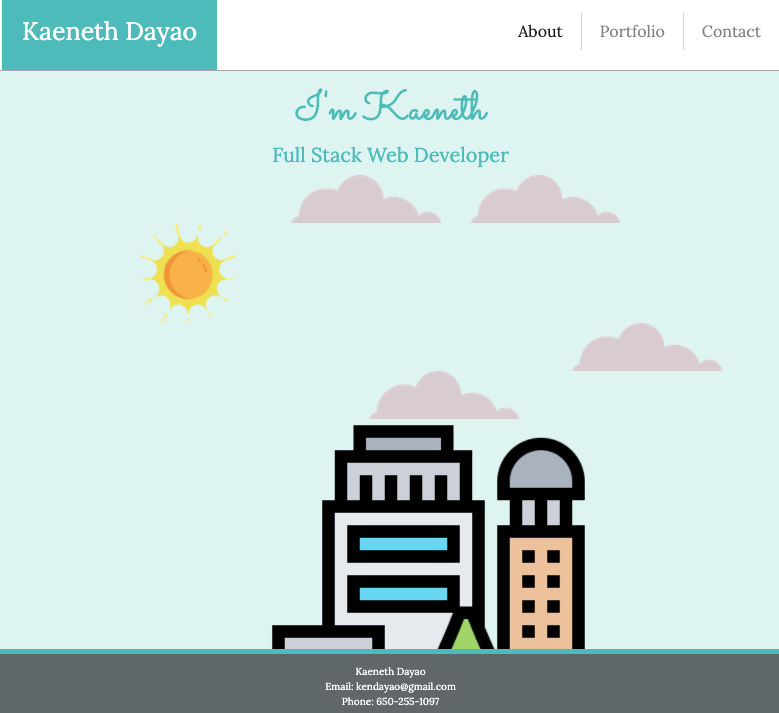 Kaeneth Dayao
About
Portfolio
Contact
I'm Kaeneth
Full Stack Web Developer
Kaeneth Dayao
Email: kendayao@gmail.com
Phone: 650-255-1097